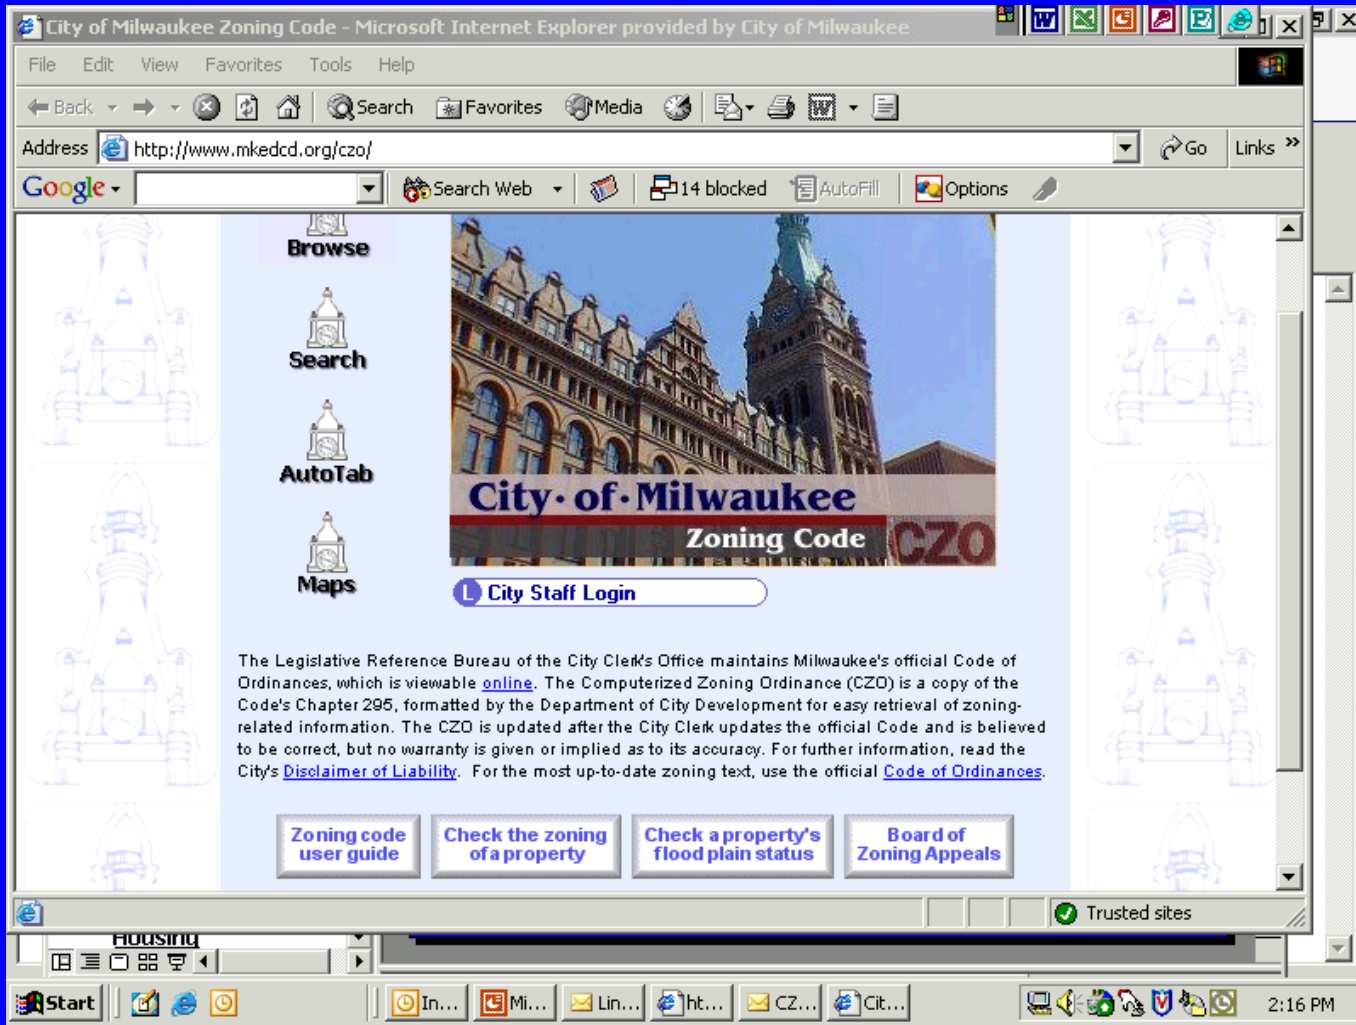 City of Milwaukee Zoning Code - Microsoft Internet Explorer provided by City of Milwaukee
File Edit View Favorites Tools Help
Back Search Favorites Media
Address http://www.mkedcd.org/czo/ Go Links »
Google Search Web 14 blocked AutoFill Options
Browse
Search
AutoTab
Maps
City·of·Milwaukee
Zoning Code CZO
L City Staff Login
The Legislative Reference Bureau of the City Clerk's Office maintains Milwaukee's official Code of
Ordinances, which is viewable online. The Computerized Zoning Ordinance (CZO) is a copy of the
Code's Chapter 295, formatted by the Department of City Development for easy retrieval of zoning-
related information. The CZO is updated after the City Clerk updates the official Code and is believed
to be correct, but no warranty is given or implied as to its accuracy. For further information, read the
City's Disclaimer of Liability. For the most up-to-date zoning text, use the official Code of Ordinances.
Zoning code
user guide
Check the zoning
of a property
Check a property's
flood plain status
Board of
Zoning Appeals
Trusted sites
Housing
Start In... Mi... Lin... ht... CZ... Cit... 2:16 PM